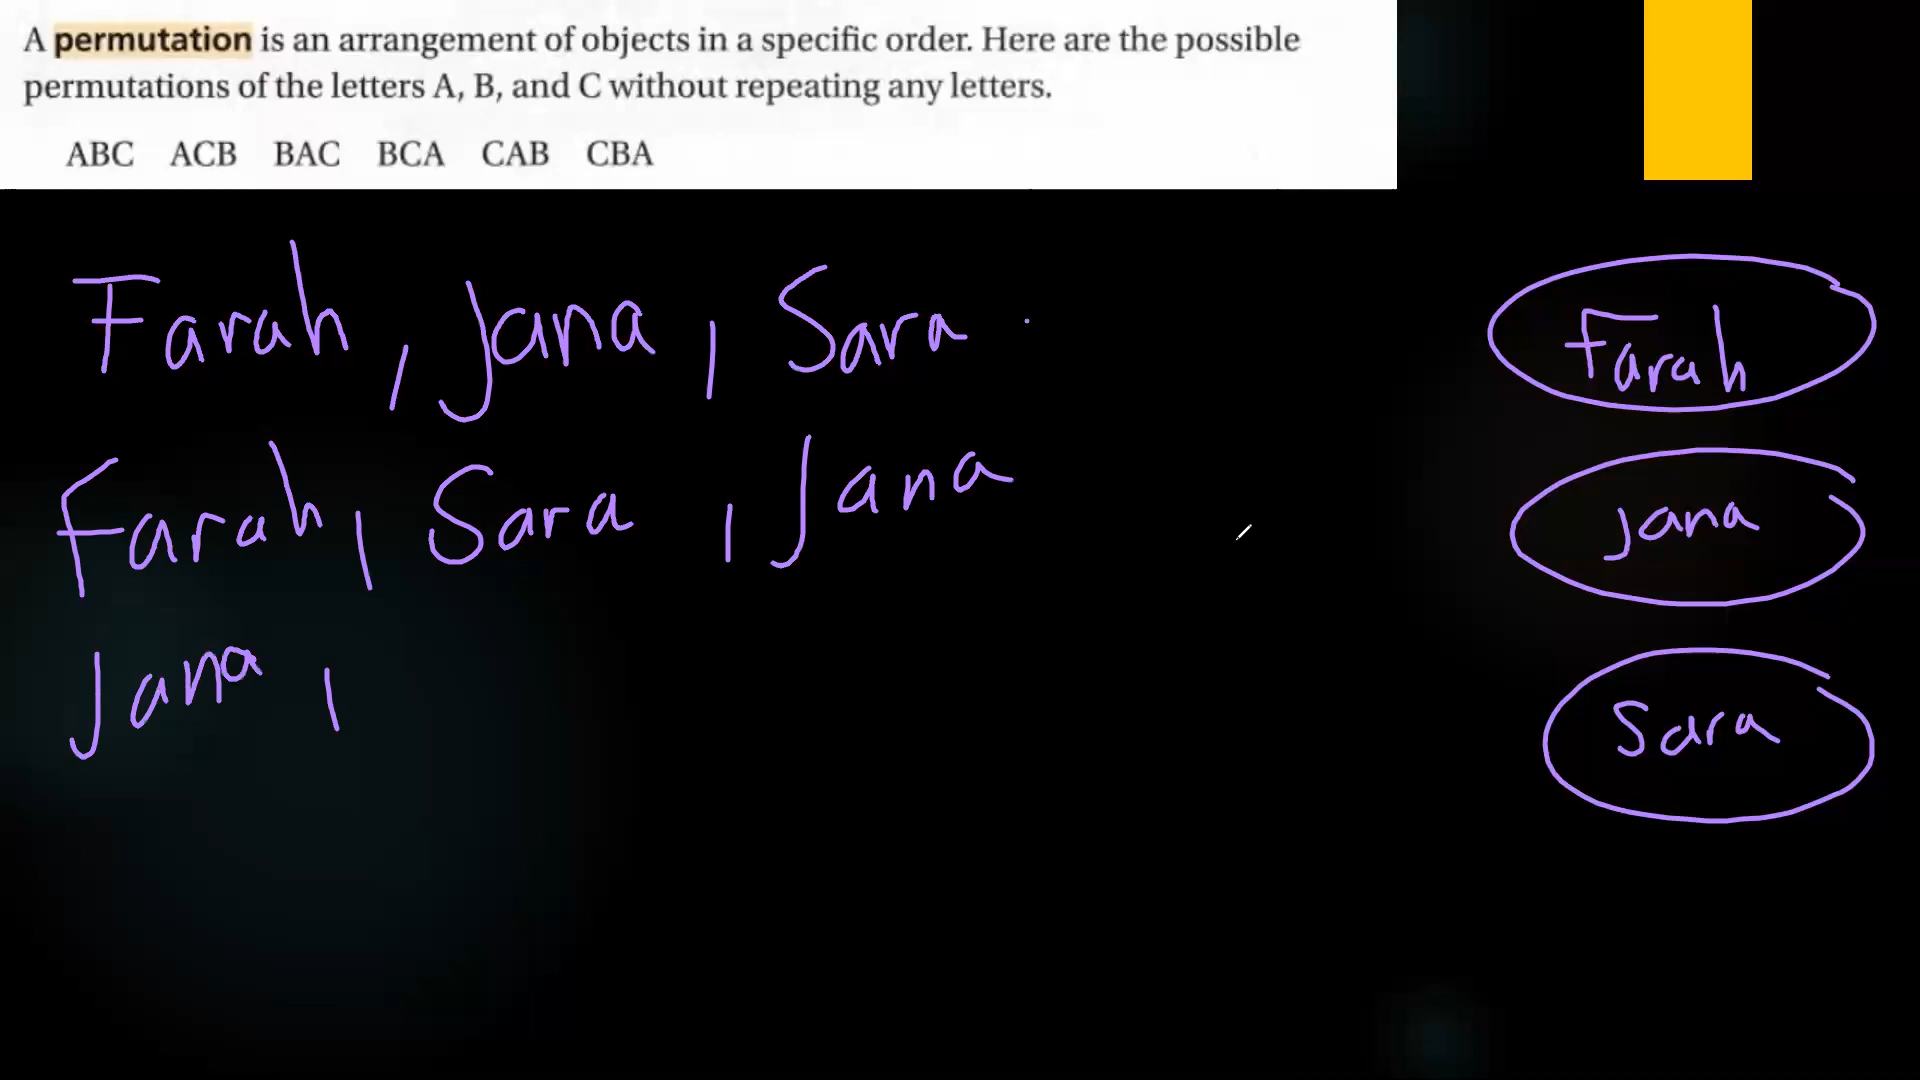 A permutation is an arrangement of objects in a specific order. Here are the possible
permutations of the letters A, B, and C without repeating any letters.
ABC ACB BAC BCA CAB CBA
Farah, Jana, Sara
Farah, Sara, Jana
Jana,
Farah
Jana
Sara